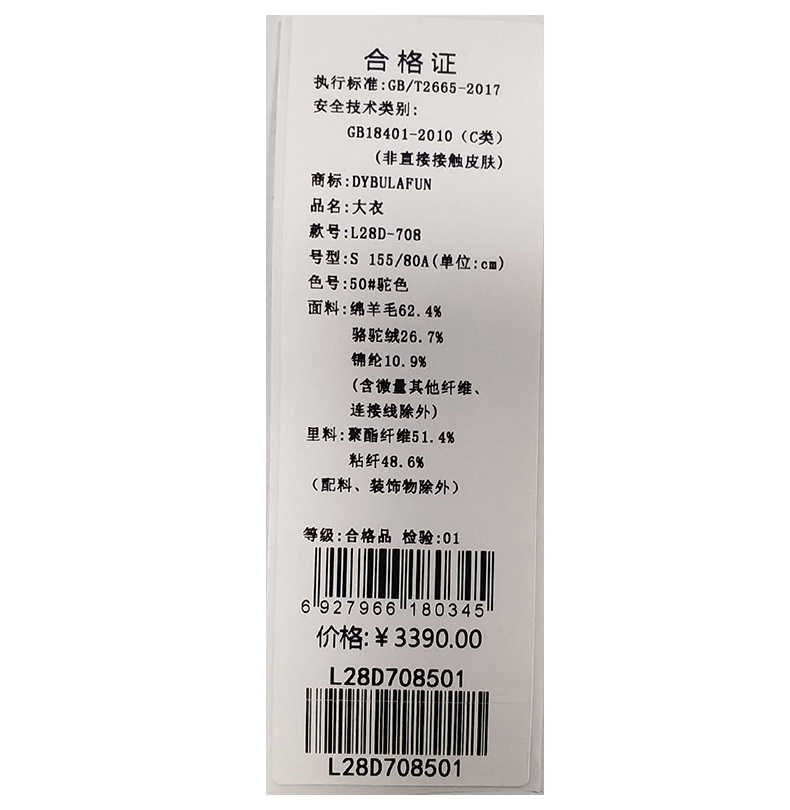 合格证
执行标准:GB/T2665-2017
安全技术类别:
GB18401-2010（C类）
(非直接接触皮肤)
商标:DYBULAFUN
品名:大衣
款号:L28D-708
号型:S 155/80A(单位:cm)
色号:50#驼色
面料:绵羊毛62.4%
骆驼绒26.7%
锦纶10.9%
(含微量其他纤维、
连接线除外)
里料:聚酯纤维51.4%
粘纤48.6%
（配料、装饰物除外）
等级:合格品 检验:01
6 927966 180345
价格:￥3390.00
L28D708501
L28D708501